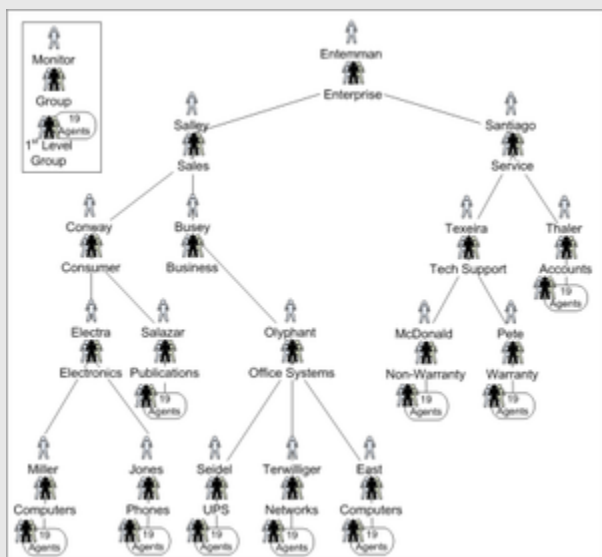 Monitor
Group
19
Agents
1st Level
Group
Entemman
Enterprise
Salley
Sales
Santiago
Service
Conway
Consumer
Busey
Business
Texeira
Tech Support
Thaler
Accounts
19
Agents
Electra
Electronics
Salazar
Publications
19
Agents
Olyphant
Office Systems
McDonald
Non-Warranty
19
Agents
Pete
Warranty
19
Agents
Miller
Computers
19
Agents
Jones
Phones
19
Agents
Seidel
UPS
19
Agents
Terwilliger
Networks
19
Agents
East
Computers
19
Agents